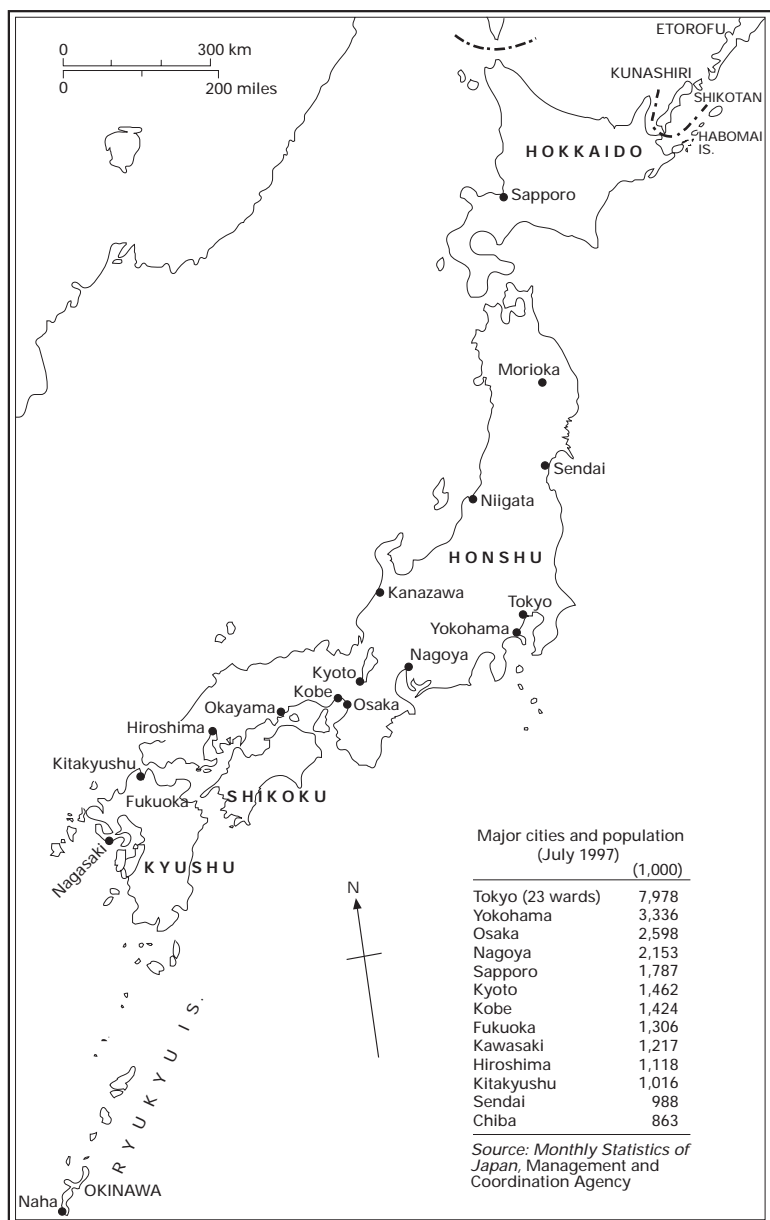 0 300 km
0 200 miles
ETOROFU
KUNASHIRI
SHIKOTAN
HABOMAI
IS.
HOKKAIDO
Sapporo
Morioka
Sendai
Niigata
HONSHU
Kanazawa
Tokyo
Yokohama
Nagoya
Kyoto
Kobe
Osaka
Okayama
Hiroshima
Kitakyushu
Fukuoka
SHIKOKU
Nagasaki
KYUSHU
N
RYUKYU IS.
OKINAWA
Naha
Major cities and population
(July 1997)
(1,000)
Tokyo (23 wards) 7,978
Yokohama 3,336
Osaka 2,598
Nagoya 2,153
Sapporo 1,787
Kyoto 1,462
Kobe 1,424
Fukuoka 1,306
Kawasaki 1,217
Hiroshima 1,118
Kitakyushu 1,016
Sendai 988
Chiba 863
Source: Monthly Statistics of
Japan, Management and
Coordination Agency